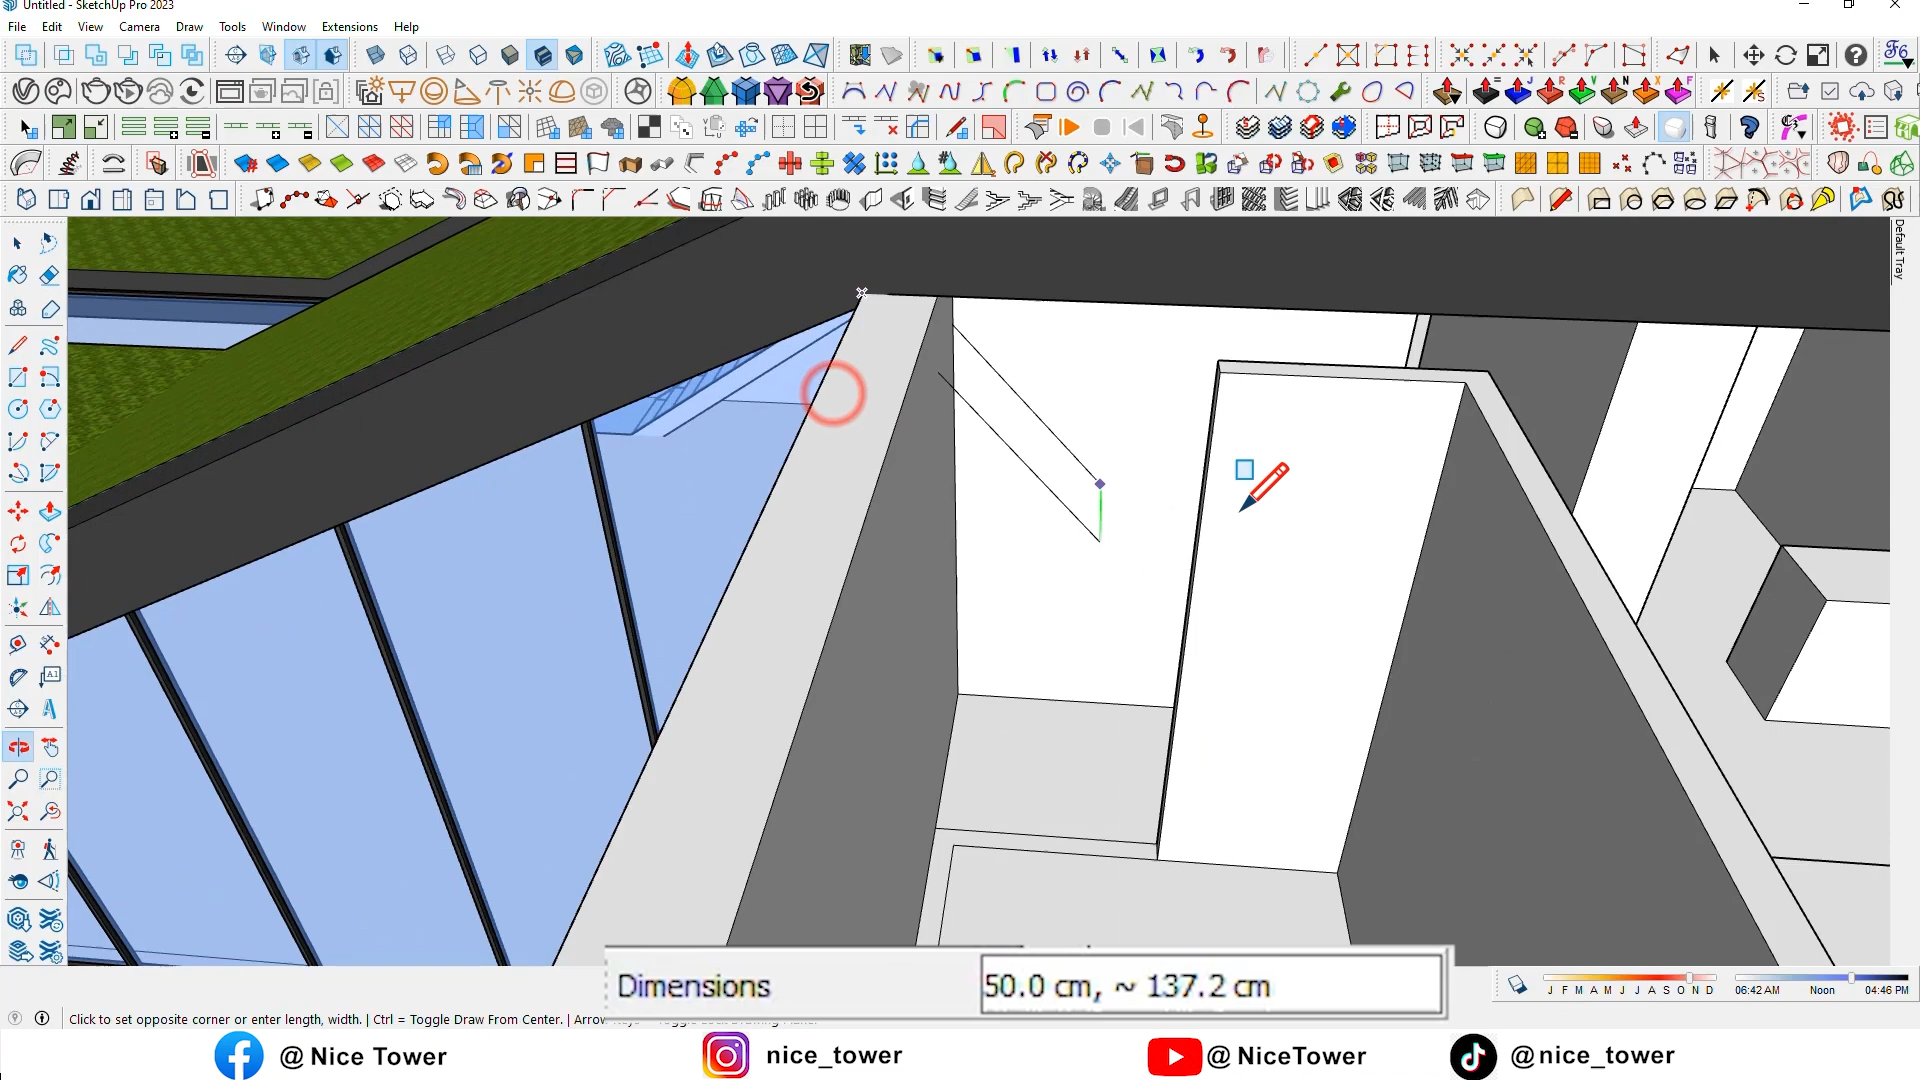 Untitled - SketchUp Pro 2023
File Edit View Camera Draw Tools Window Extensions Help
Default Tray
Dimensions 50.0 cm, ~ 137.2 cm
J F M A M J J A S O N D 06:42 AM Noon 04:46 PM
Click to set opposite corner or enter length, width. | Ctrl = Toggle Draw From Center. |
@ Nice Tower nice_tower @ NiceTower @nice_tower